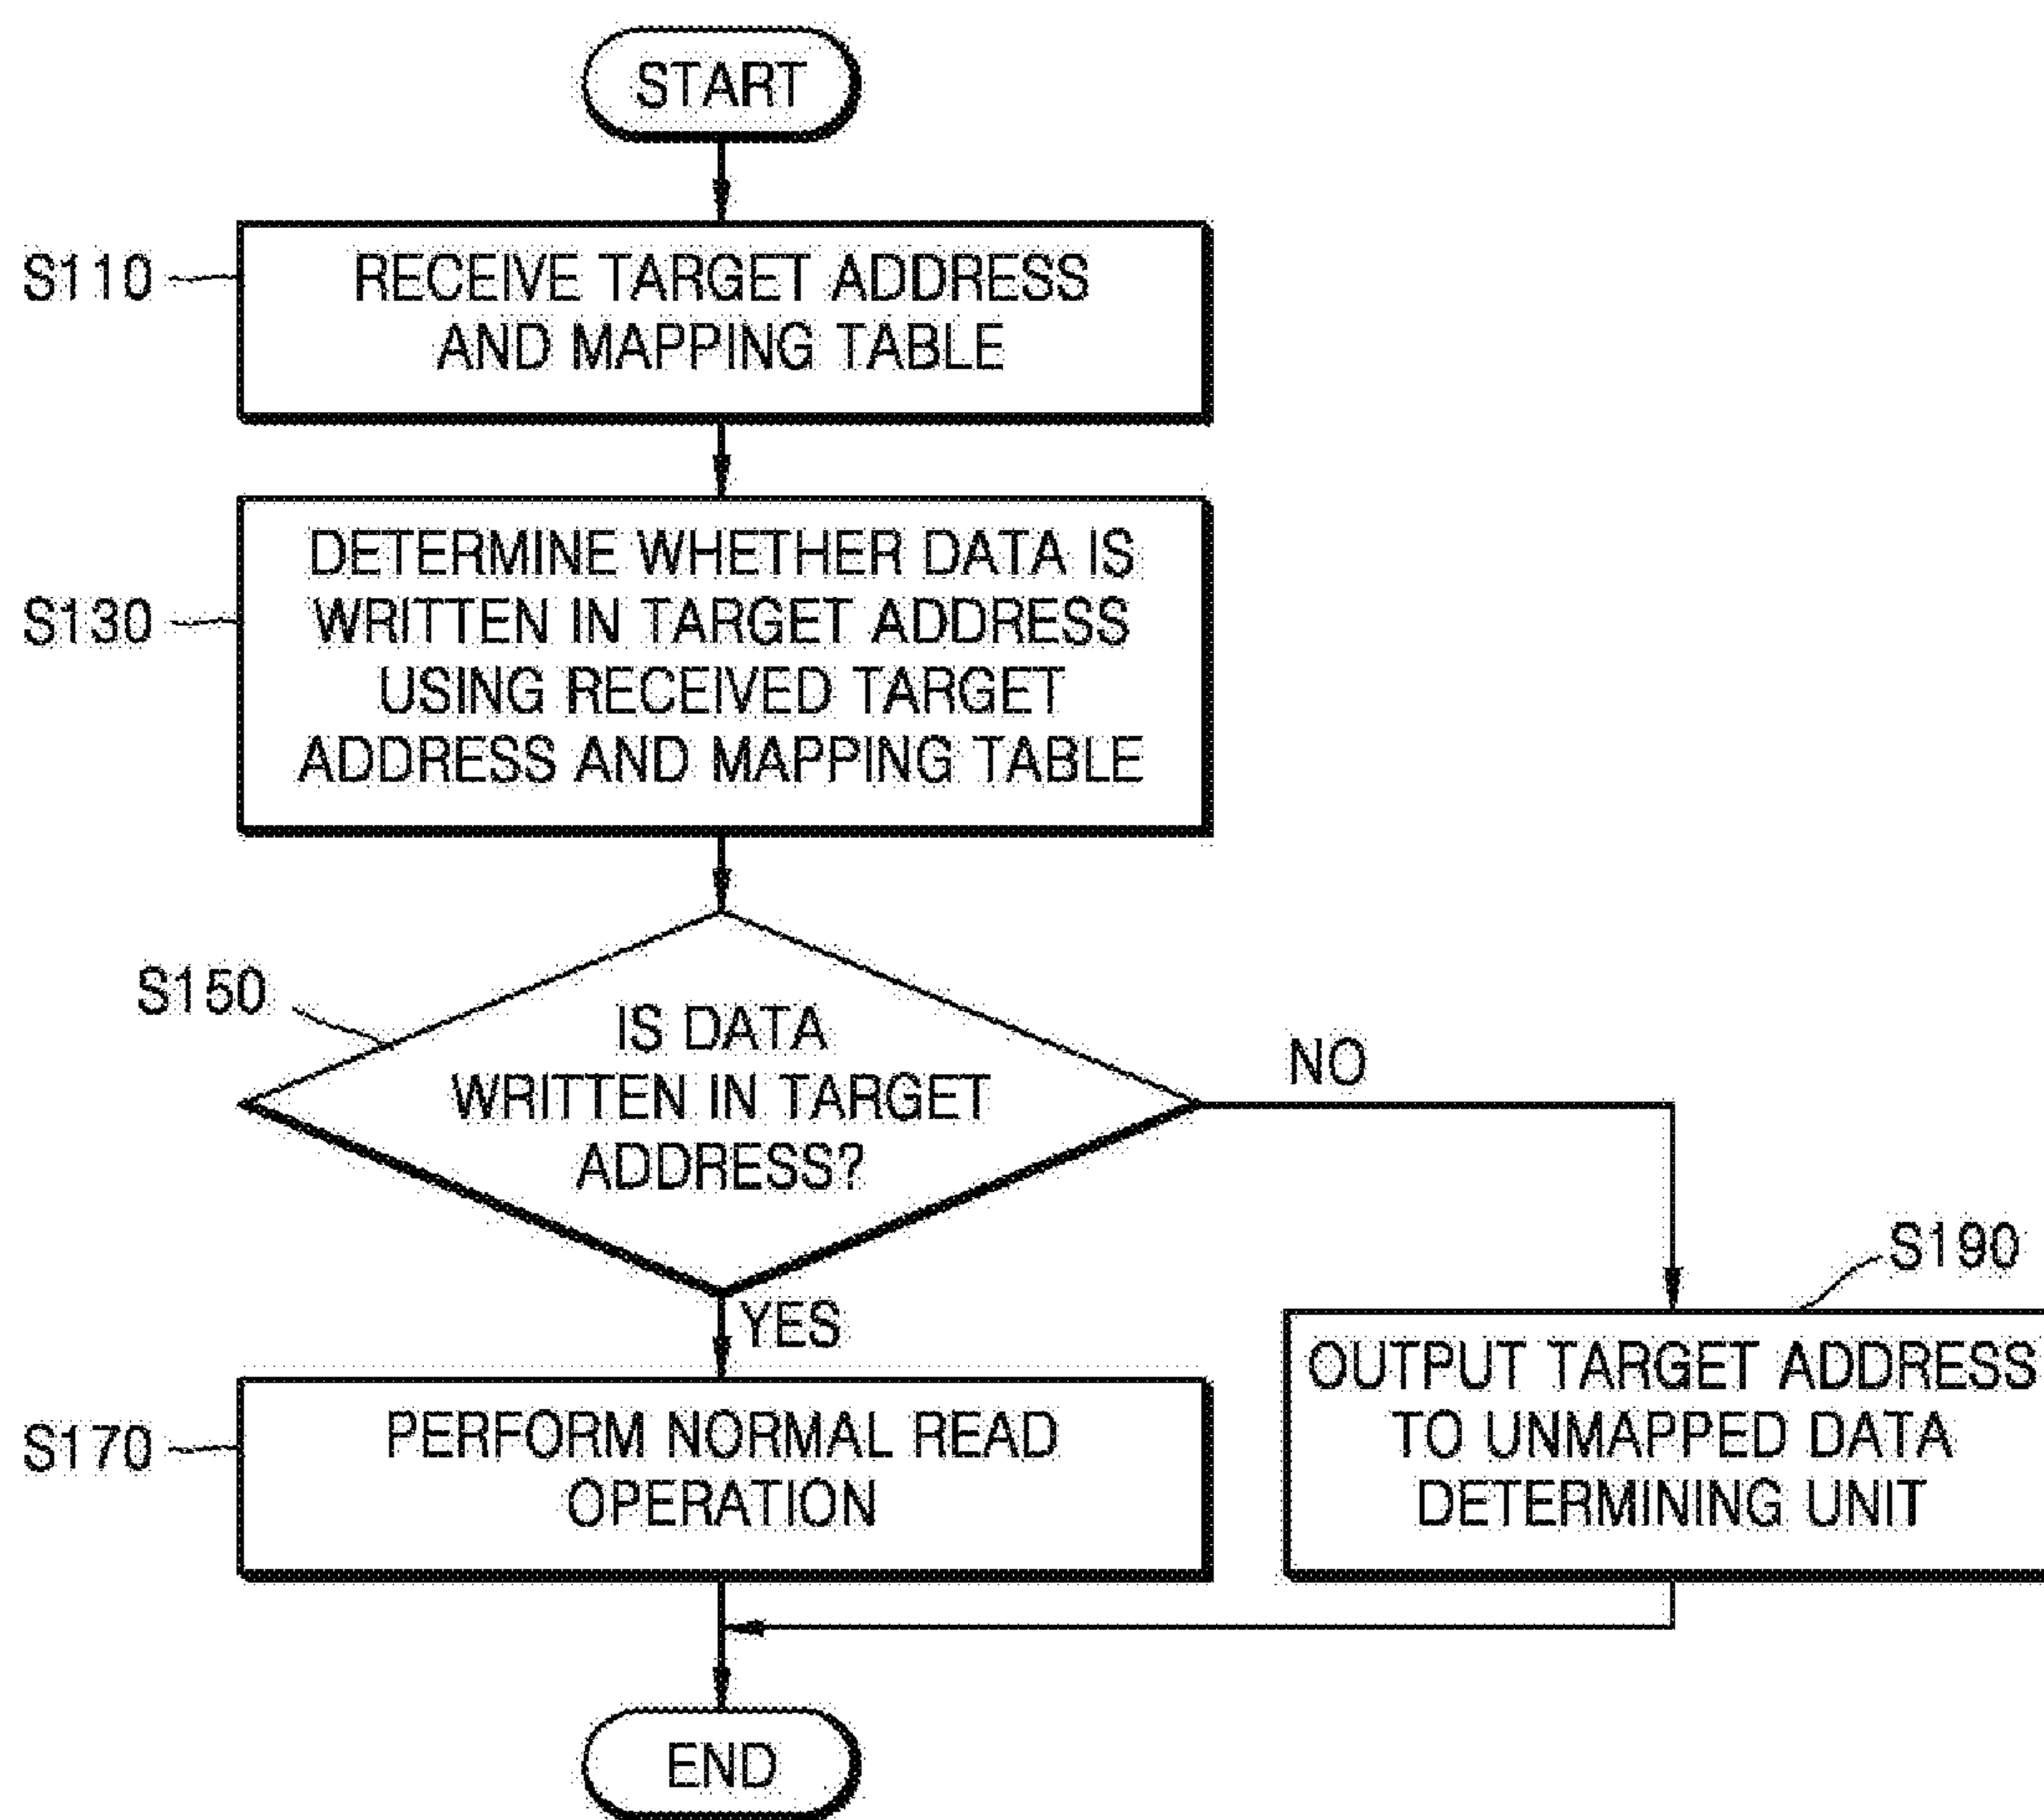 START
S110
RECEIVE TARGET ADDRESS
AND MAPPING TABLE
S130
DETERMINE WHETHER DATA IS
WRITTEN IN TARGET ADDRESS
USING RECEIVED TARGET
ADDRESS AND MAPPING TABLE
S150
IS DATA
WRITTEN IN TARGET
ADDRESS?
NO
YES
S170
PERFORM NORMAL READ
OPERATION
S190
OUTPUT TARGET ADDRESS
TO UNMAPPED DATA
DETERMINING UNIT
END